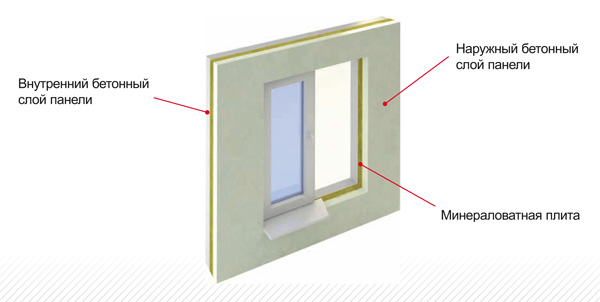 Наружный бетонный
слой панели
Внутренний бетонный
слой панели
Минераловатная плита